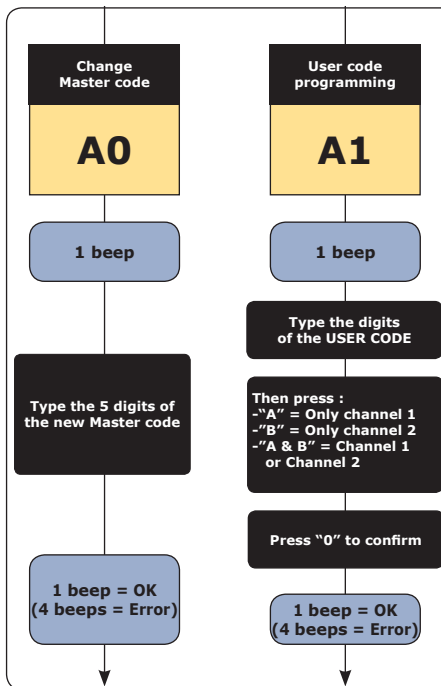 Change
Master code
A0
1 beep
Type the 5 digits of
the new Master code
1 beep = OK
(4 beeps = Error)
User code
programming
A1
1 beep
Type the digits
of the USER CODE
Then press :
-“A” = Only channel 1
-”B” = Only channel 2
-”A & B” = Channel 1
or Channel 2
Press “0” to confirm
1 beep = OK
(4 beeps = Error)